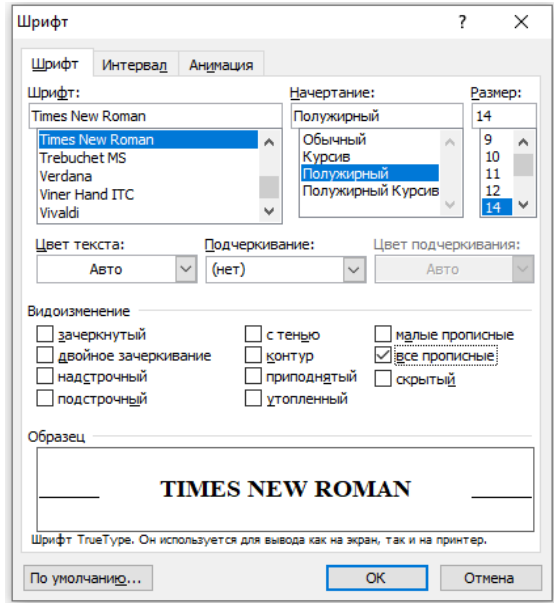 Шрифт ?
Шрифт Интервал Анимация
Шрифт: Начертание: Размер:
Times New Roman Полужирный 14
Times New Roman Обычный 9
Trebuchet MS Курсив 10
Verdana Полужирный 11
Viner Hand ITC Полужирный Курсив 12
Vivaldi 14
Цвет текста: Подчеркивание: Цвет подчеркивания:
Авто (нет) Авто
Видоизменение
зачеркнутый с тенью малые прописные
двойное зачеркивание контур все прописные
надстрочный приподнятый скрытый
подстрочный утопленный
Образец
TIMES NEW ROMAN
Шрифт TrueType. Он используется для вывода как на экран, так и на принтер.
По умолчанию... ОК Отмена